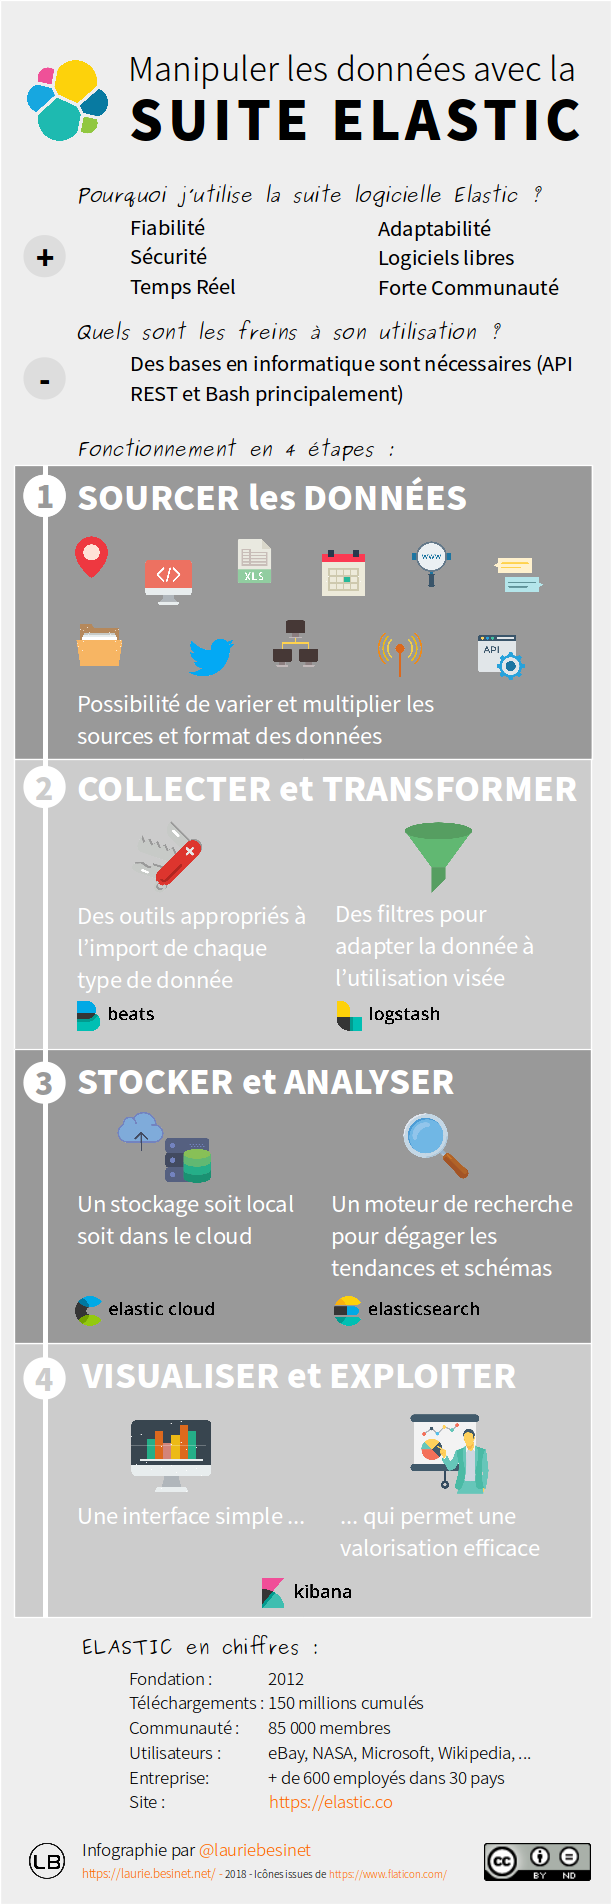 Manipuler les données avec la
SUITE ELASTIC
Pourquoi j'utilise la suite logicielle Elastic ?
+
Fiabilité
Sécurité
Temps Réel
Adaptabilité
Logiciels libres
Forte Communauté
Quels sont les freins à son utilisation ?
-
Des bases en informatique sont nécessaires (API
REST et Bash principalement)
Fonctionnement en 4 étapes :
1 SOURCER les DONNÉES
</>
XLS
www
API
Possibilité de varier et multiplier les
sources et format des données
2 COLLECTER et TRANSFORMER
Des outils appropriés à
l'import de chaque
type de donnée
beats
Des filtres pour
adapter la donnée à
l'utilisation visée
logstash
3 STOCKER et ANALYSER
Un stockage soit local
soit dans le cloud
elastic cloud
Un moteur de recherche
pour dégager les
tendances et schémas
elasticsearch
4 VISUALISER et EXPLOITER
Une interface simple ...
... qui permet une
valorisation efficace
kibana
ELASTIC en chiffres :
Fondation : 2012
Téléchargements : 150 millions cumulés
Communauté : 85 000 membres
Utilisateurs : eBay, NASA, Microsoft, Wikipedia, ...
Entreprise: + de 600 employés dans 30 pays
Site : https://elastic.co
LB
Infographie par @lauriebesinet
https://laurie.besinet.net/ - 2018 - Icônes issues de https://www.flaticon.com/
cc
BY ND